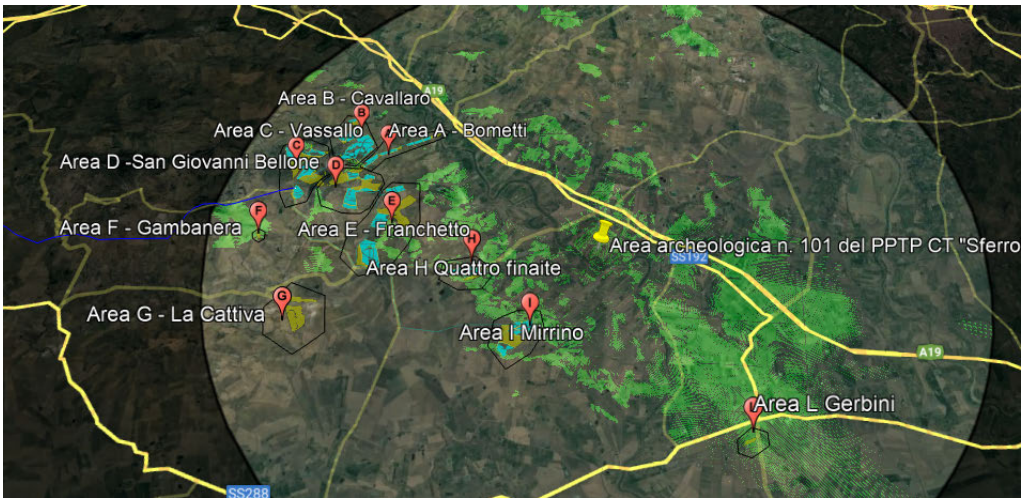 A19
Area B - Cavallaro
B
Area C - Vassallo
Area A - Bometti
C
Area D -San Giovanni Bellone
D
E
F
Area F - Gambanera
Area E - Franchetto
H
Area archeologica n. 101 del PPTP CT "Sferro
SS192
Area H Quattro finaite
G
I
Area G - La Cattiva
Area I Mirrino
A19
Area L Gerbini
SS288